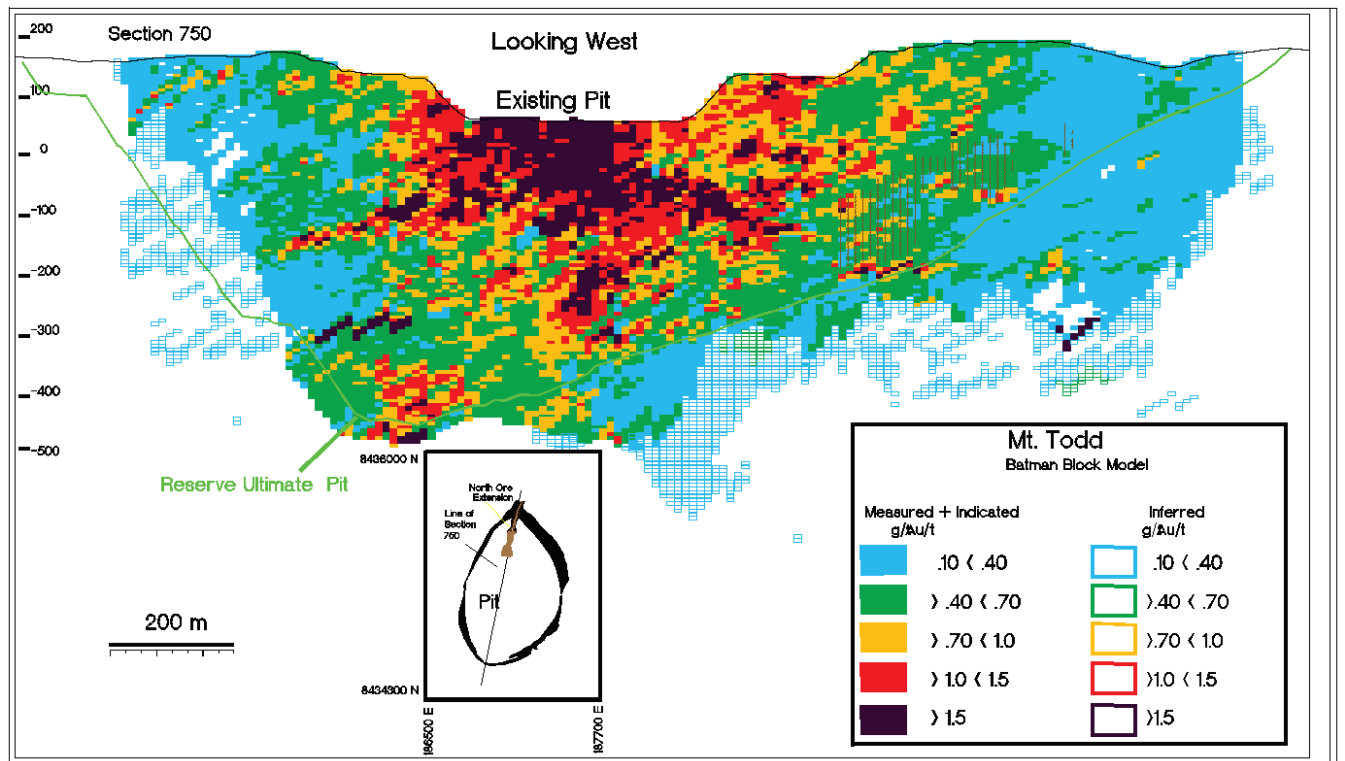 Section 750
Looking West
Existing Pit
200
100
0
-100
-200
-300
-400
-500
Reserve Ultimate Pit
200 m
8436000 N
North Ore
Extension
Line of
Section
750
Pit
8434300 N
186500 E
187700 E
Mt. Todd
Batman Block Model
Measured + Indicated
g/Au/t
.10 < .40
> .40 < .70
> .70 < 1.0
> 1.0 < 1.5
> 1.5
Inferred
g/Au/t
.10 < .40
>.40 < .70
>.70 < 1.0
>1.0 < 1.5
>1.5